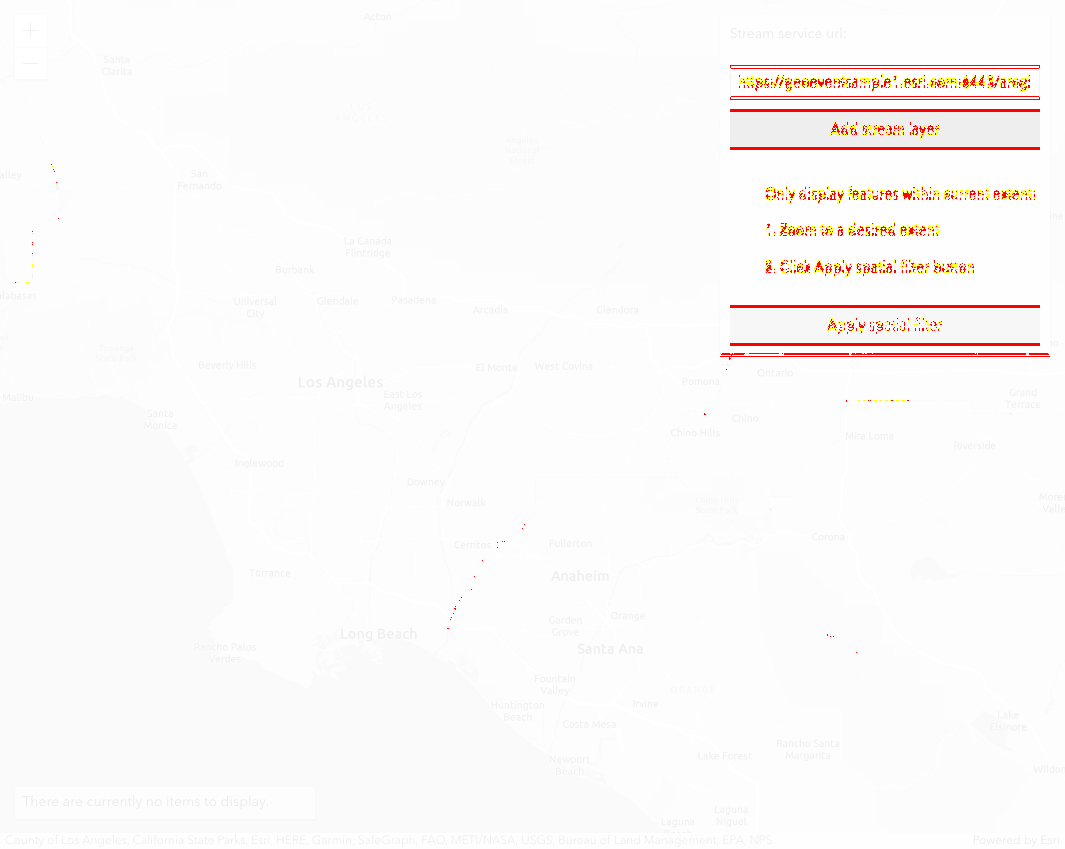 Acton
Stream service url:
Santa
Clarita
https://geoeventsample1.esri.com:6443/arcgi
Add stream layer
alley
San
Fernando
Only display features within current extent:
1. Zoom to a desired extent
2. Click Apply spatial filter button
La Canada
Flintridge
Burbank
alabasas
Universal
City
Glendale
Pasadena
Arcadia
Glendora
Apply spatial filter
Beverly Hills
El Monte
West Covina
Los Angeles
Pomona
Ontario
East Los
Angeles
Malibu
Santa
Monica
Grand
Terrace
Chino
Chino Hills
Mira Loma
Riverside
Inglewood
Downey
Norwalk
Moreno
Valle
Cerritos
Fullerton
Corona
Torrance
Anaheim
Garden
Grove
Orange
Long Beach
Rancho Palos
Verdes
Santa Ana
Fountain
Valley
Irvine
Huntington
Beach
Costa Mesa
Lake
Elsinore
Lake Forest
Rancho Santa
Margarita
Newport
Beach
Wildom
There are currently no items to display.
Laguna
Niguel
Laguna
County of Los Angeles, California State Parks, Esri, HERE, Garmin, SafeGraph, FAO, METI/NASA, USGS, Bureau of Land Management, EPA, NPS
Powered by Esri